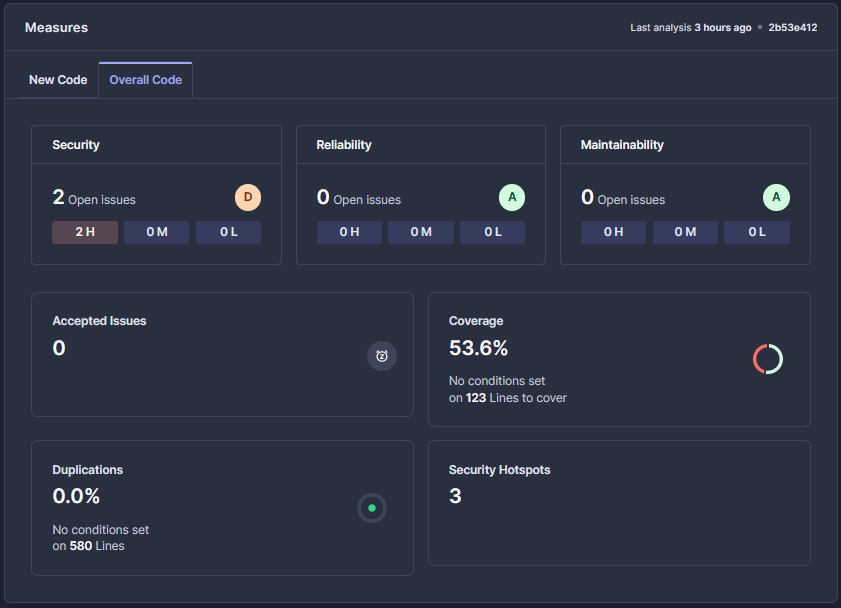 Measures
Last analysis 3 hours ago 2b53e412
New Code
Overall Code
Security
2 Open issues
D
2 H
0 M
0 L
Reliability
0 Open issues
A
0 H
0 M
0 L
Maintainability
0 Open issues
A
0 H
0 M
0 L
Accepted Issues
0
Coverage
53.6%
No conditions set
on 123 Lines to cover
Duplications
0.0%
No conditions set
on 580 Lines
Security Hotspots
3